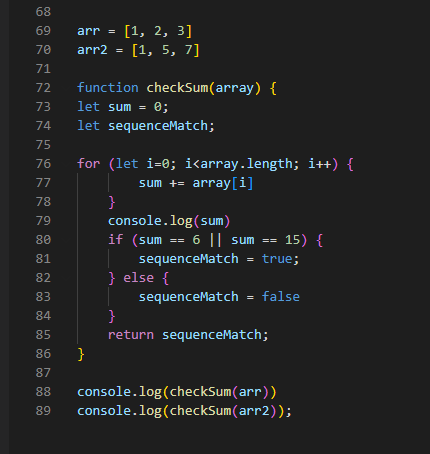 68
69 arr = [1, 2, 3]
70 arr2 = [1, 5, 7]
71
72 function checkSum(array) {
73 let sum = 0;
74 let sequenceMatch;
75
76 for (let i=0; i<array.length; i++) {
77         sum += array[i]
78     }
79     console.log(sum)
80     if (sum == 6 || sum == 15) {
81         sequenceMatch = true;
82     } else {
83         sequenceMatch = false
84     }
85     return sequenceMatch;
86 }
87
88 console.log(checkSum(arr))
89 console.log(checkSum(arr2));